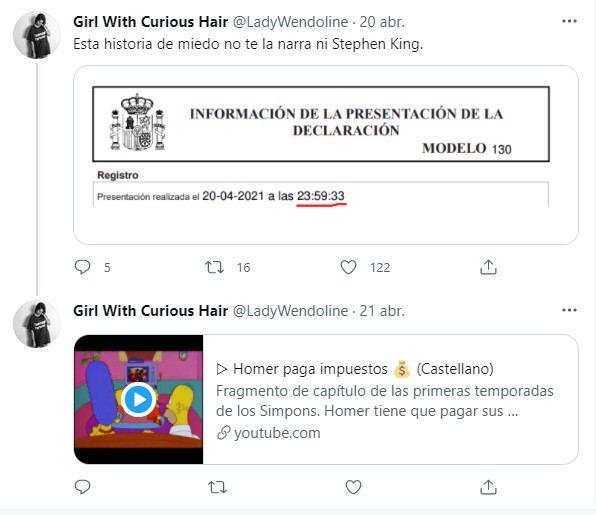 Girl With Curious Hair @LadyWendoline · 20 abr.
Esta historia de miedo no te la narra ni Stephen King.
INFORMACIÓN DE LA PRESENTACIÓN DE LA
DECLARACIÓN
MODELO 130
Registro
Presentación realizada el 20-04-2021 a las 23:59:33
5 16 122
Girl With Curious Hair @LadyWendoline · 21 abr.
▷ Homer paga impuestos 💰 (Castellano)
Fragmento de capítulo de las primeras temporadas
de los Simpons. Homer tiene que pagar sus ...
youtube.com